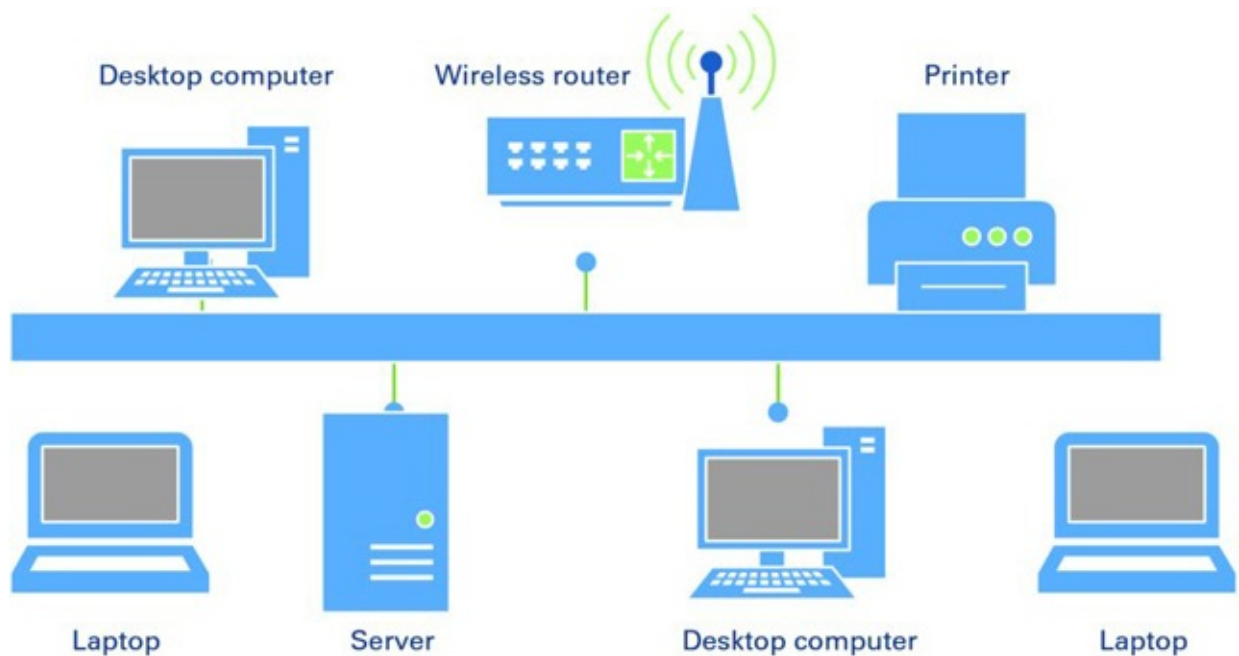 Desktop computer
Wireless router
Printer
Laptop
Server
Desktop computer
Laptop